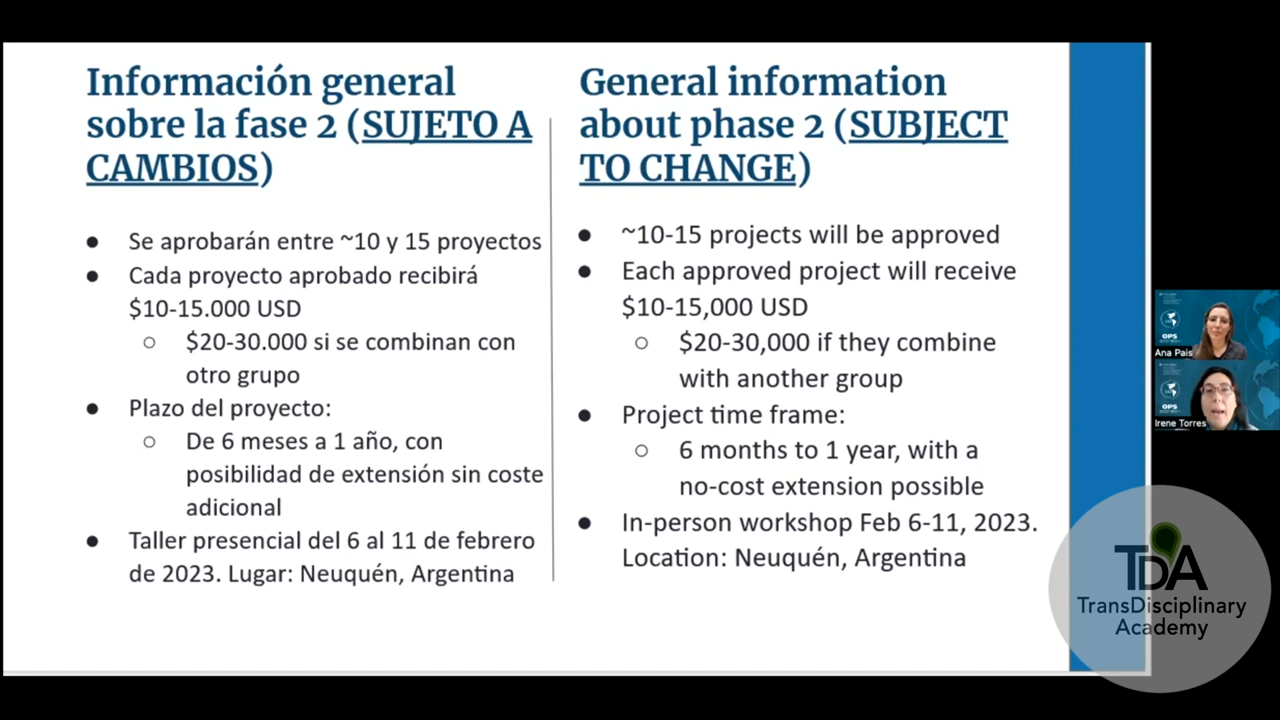 Información general
sobre la fase 2 (SUJETO A
CAMBIOS)
● Se aprobarán entre ~10 y 15 proyectos
● Cada proyecto aprobado recibirá
$10-15.000 USD
○ $20-30.000 si se combinan con
otro grupo
● Plazo del proyecto:
○ De 6 meses a 1 año, con
posibilidad de extensión sin coste
adicional
● Taller presencial del 6 al 11 de febrero
de 2023. Lugar: Neuquén, Argentina
General information
about phase 2 (SUBJECT
TO CHANGE)
● ~10-15 projects will be approved
● Each approved project will receive
$10-15,000 USD
○ $20-30,000 if they combine
with another group
● Project time frame:
○ 6 months to 1 year, with a
no-cost extension possible
● In-person workshop Feb 6-11, 2023.
Location: Neuquén, Argentina
OPS
Ana Pais
OPS
Irene Torres
TDA
TransDisciplinary
Academy